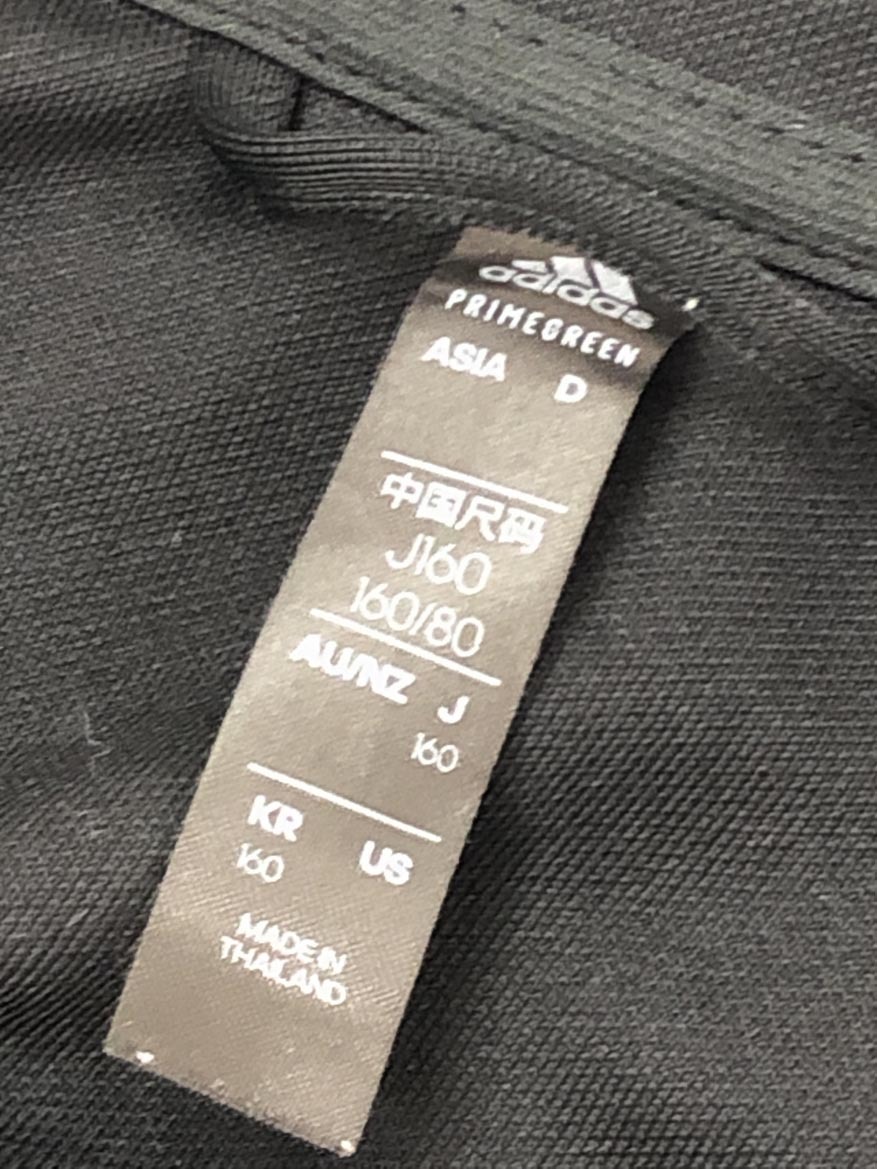 adidas
PRIMEGREEN
ASIA D
中国尺码
J160
160/80
AU/NZ J
160
KR US
160
MADE IN
THAILAND